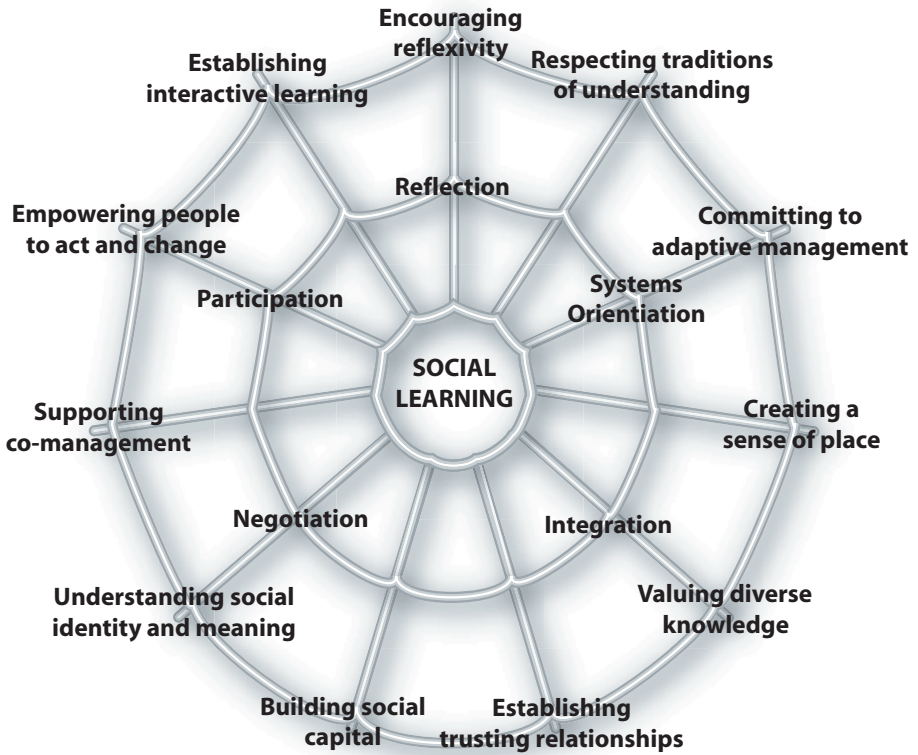 Encouraging
reflexivity
Establishing
interactive learning
Respecting traditions
of understanding
Reflection
Empowering people
to act and change
Committing to
adaptive management
Participation
Systems
Orientiation
SOCIAL
LEARNING
Supporting
co-management
Creating a
sense of place
Negotiation
Integration
Understanding social
identity and meaning
Valuing diverse
knowledge
Building social
capital
Establishing
trusting relationships